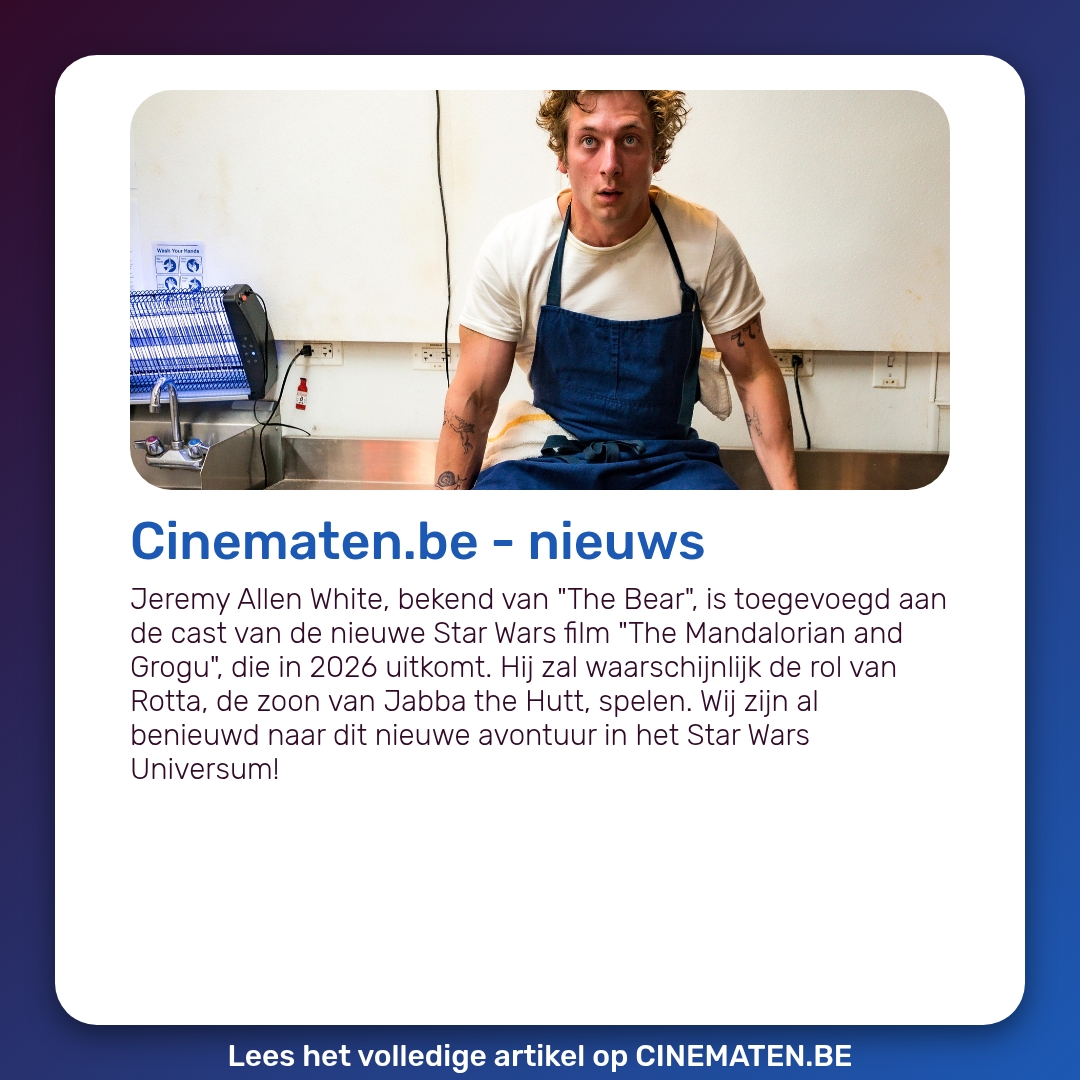 Wash Your Hands
Cinematen.be - nieuws
Jeremy Allen White, bekend van "The Bear", is toegevoegd aan
de cast van de nieuwe Star Wars film "The Mandalorian and
Grogu", die in 2026 uitkomt. Hij zal waarschijnlijk de rol van
Rotta, de zoon van Jabba the Hutt, spelen. Wij zijn al
benieuwd naar dit nieuwe avontuur in het Star Wars
Universum!
Lees het volledige artikel op CINEMATEN.BE